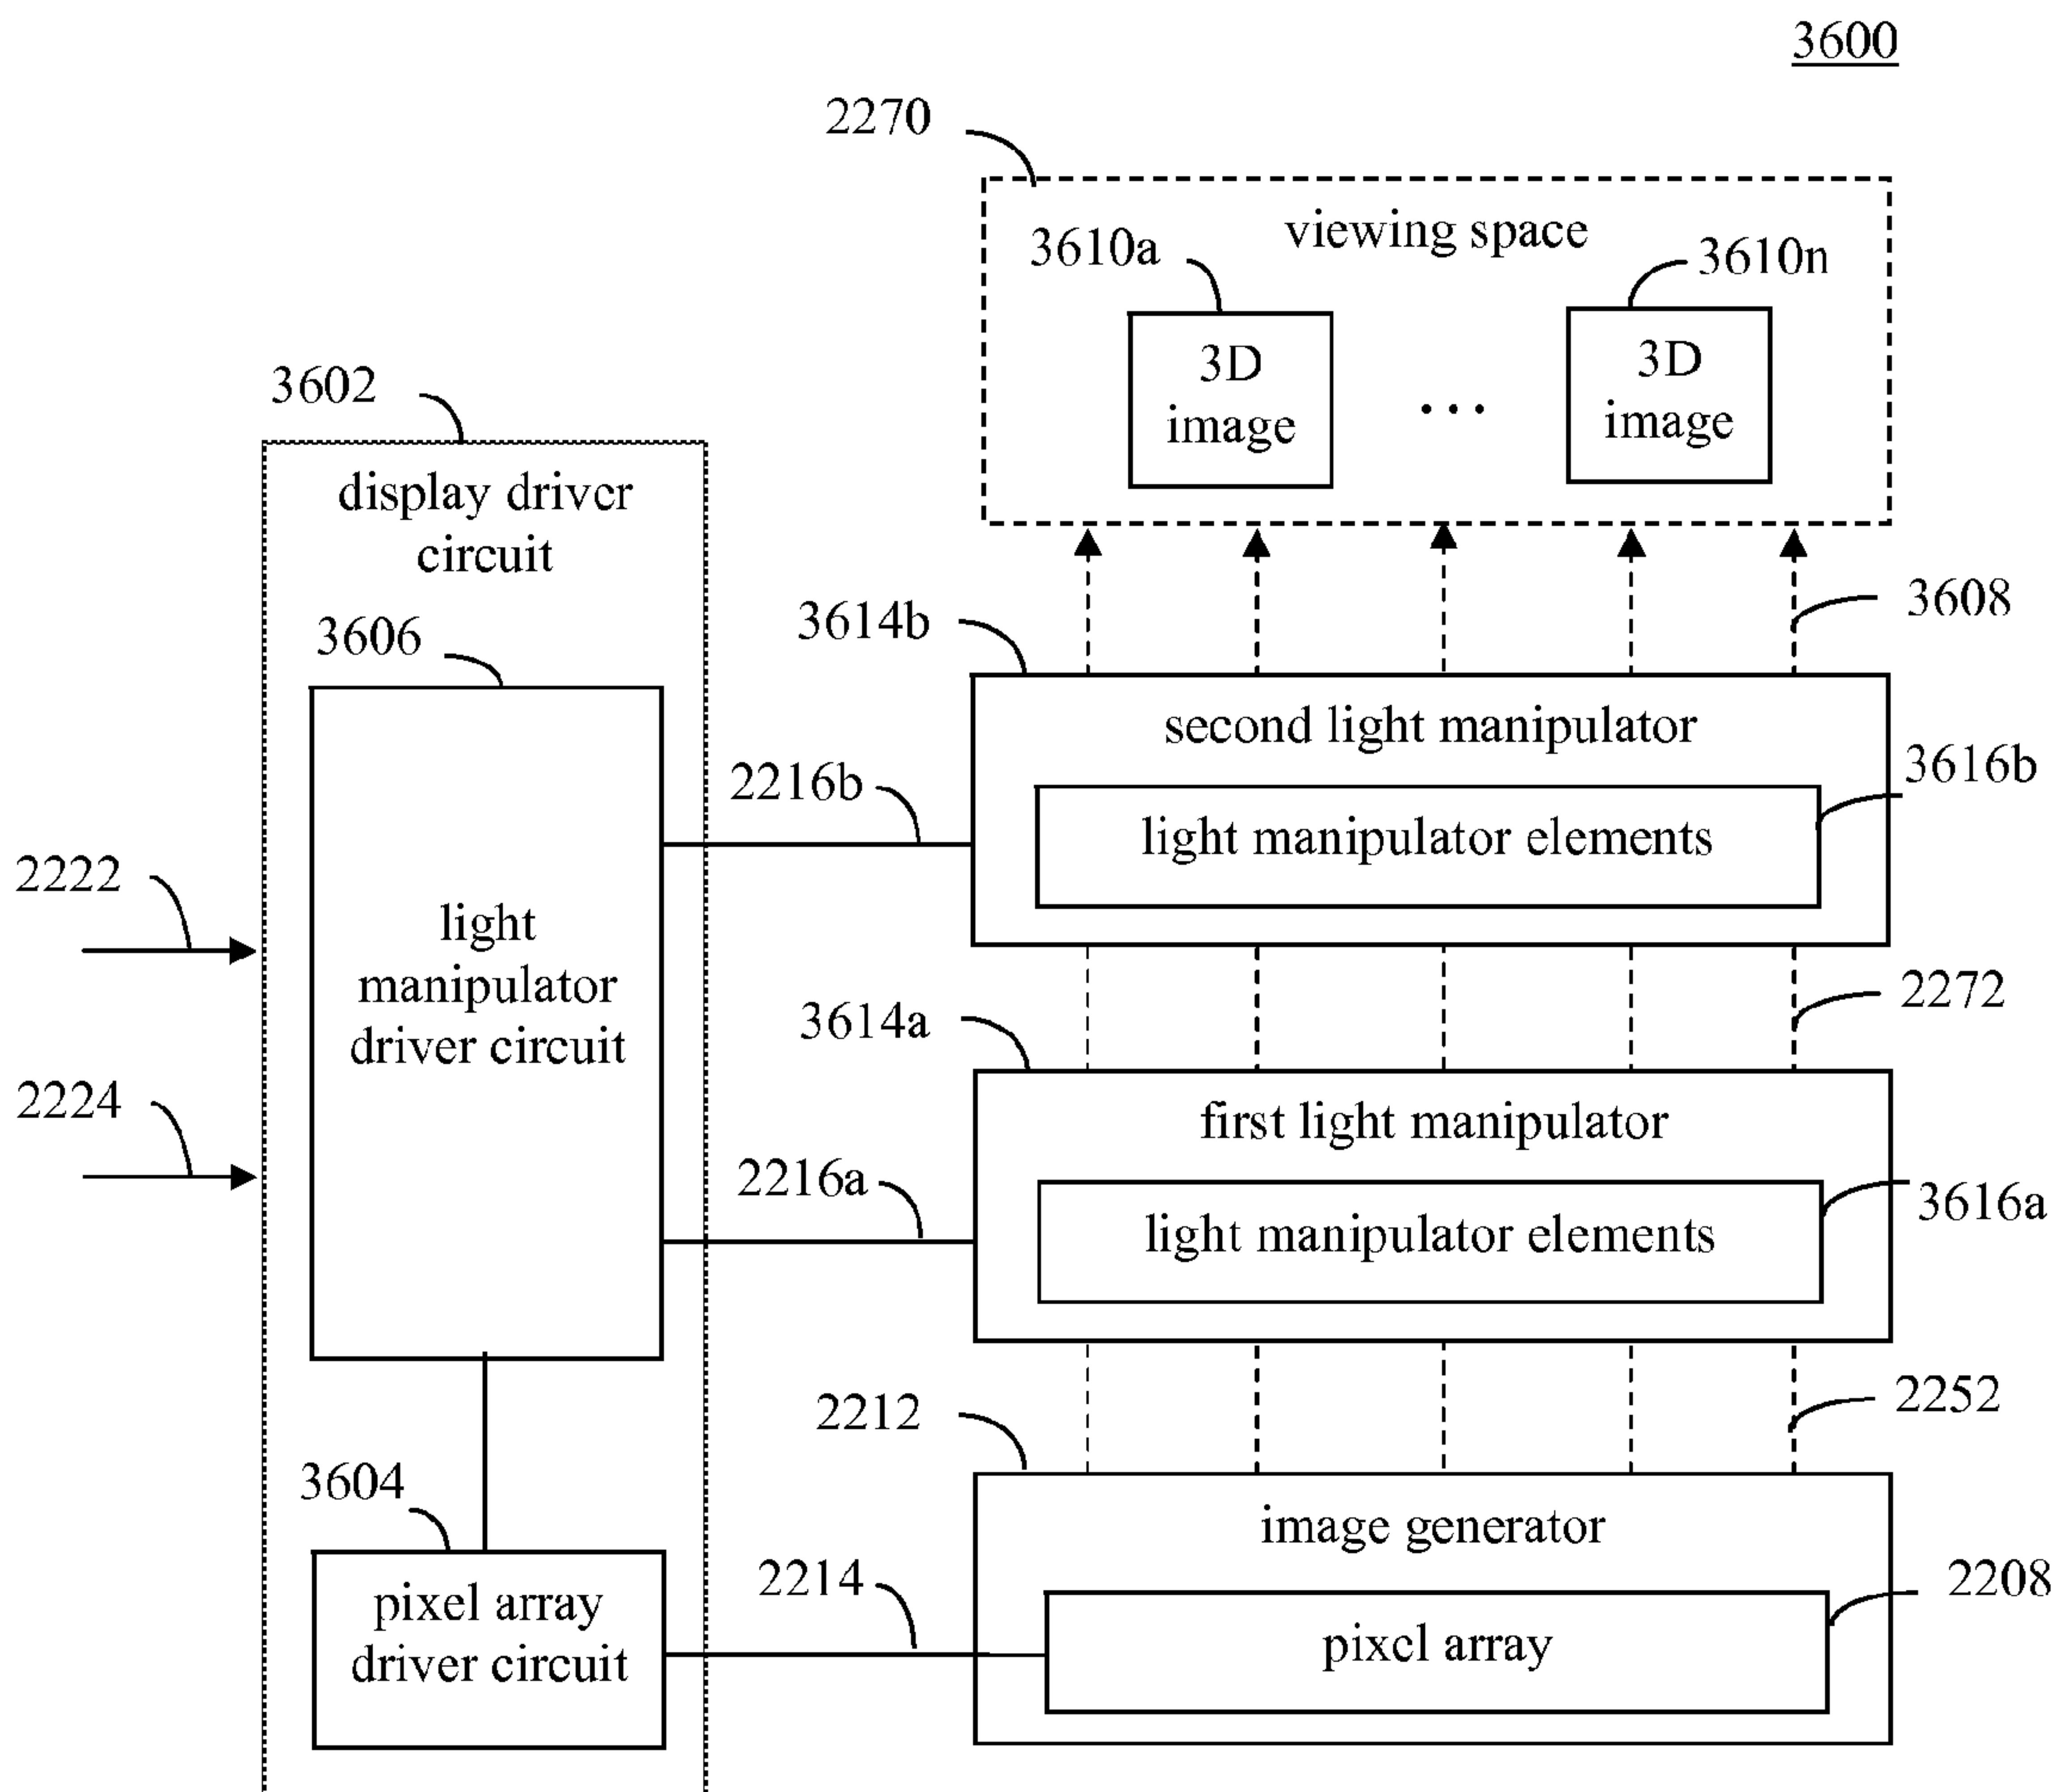 3600
2270
viewing space
3610a
3610n
3D
image
...
3D
image
3602
display driver
circuit
3608
3614b
3606
second light manipulator
3616b
2216b
light manipulator elements
2222
light
manipulator
driver circuit
2272
3614a
2224
first light manipulator
2216a
3616a
light manipulator elements
2252
2212
3604
image generator
2214
2208
pixel array
driver circuit
pixel array